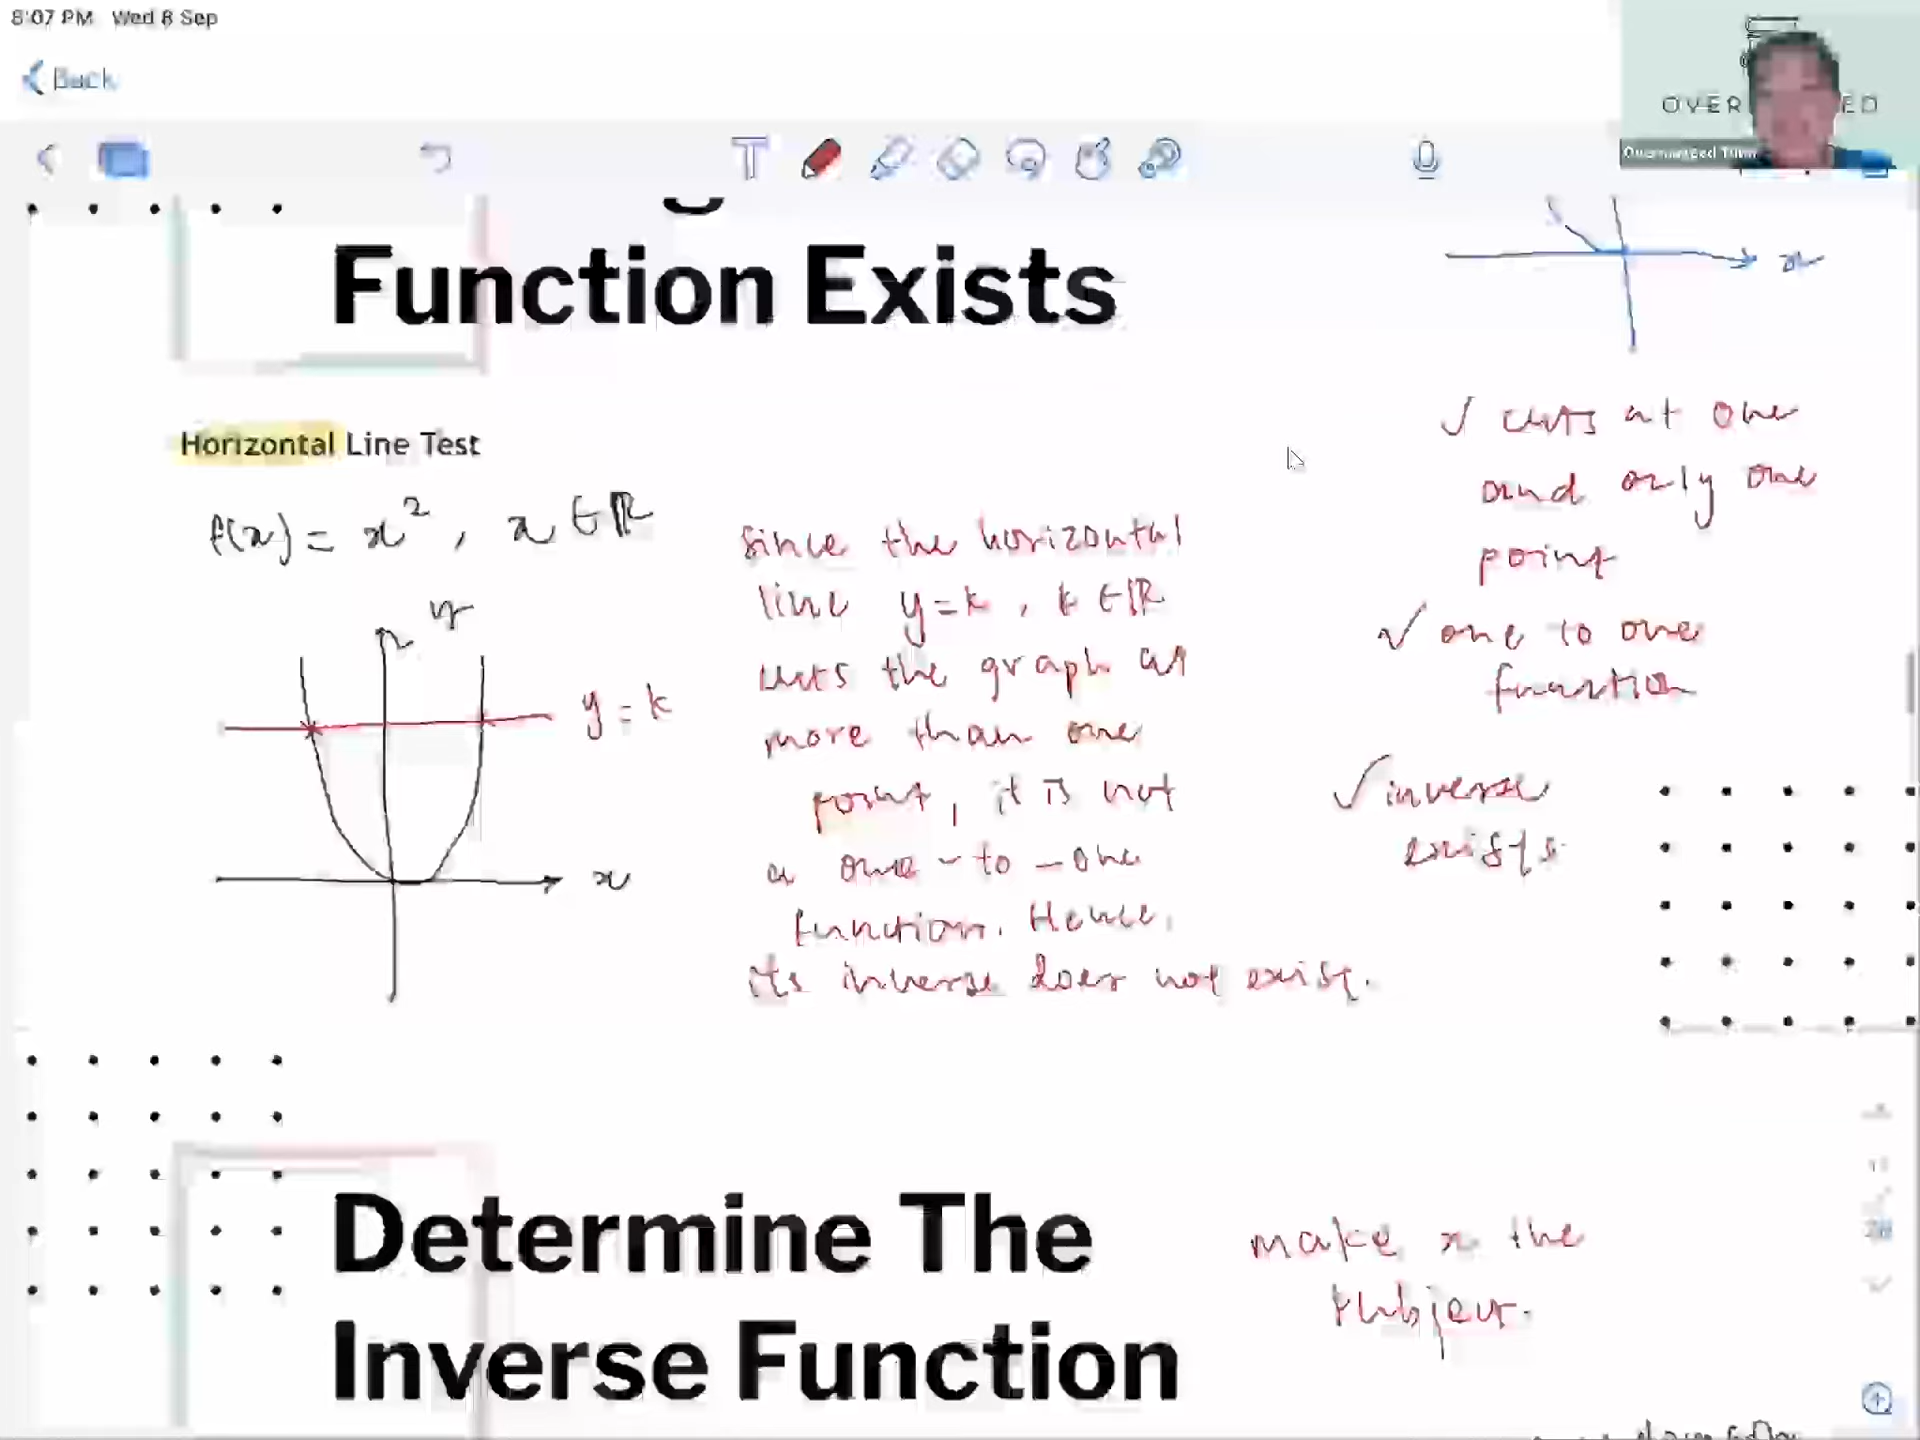 8:07 PM Wed 8 Sep
Back
OVER ED
Function Exists
x
Horizontal Line Test
f(x) = x², x ∈ ℝ
y
y = k
x
since the horizontal
line y=k, k ∈ ℝ
cuts the graph at
more than one
point, it is not
a one-to-one
function. Hence,
its inverse does not exist.
✓ cuts at one
and only one
point
✓ one to one
function
✓ inverse
exists
Determine The
Inverse Function
make x the
subject.